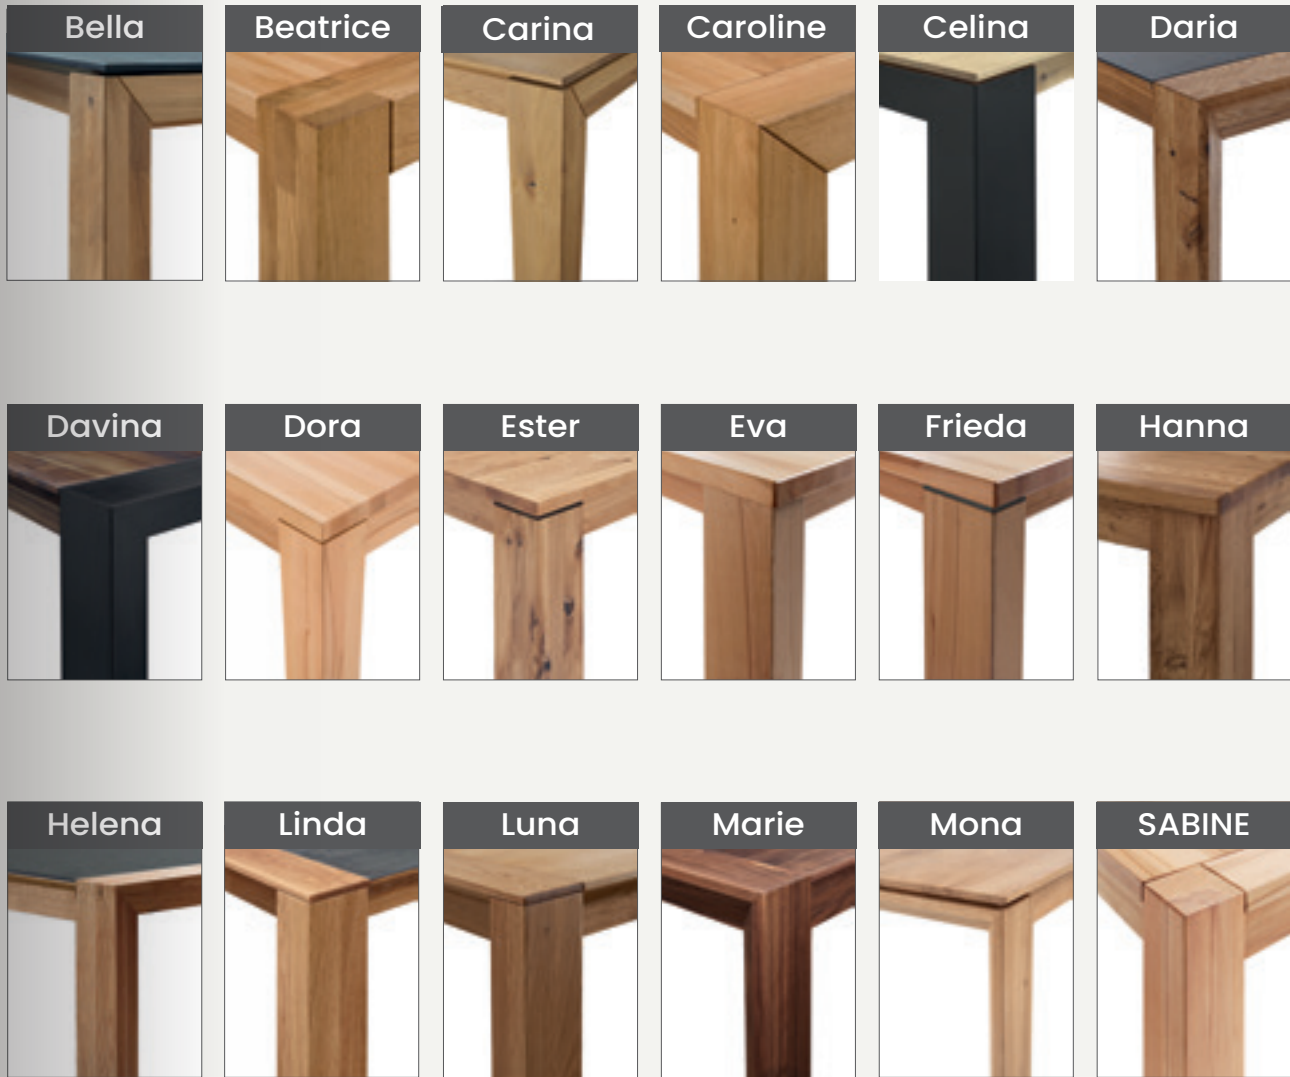 Bella
Beatrice
Carina
Caroline
Celina
Daria
Davina
Dora
Ester
Eva
Frieda
Hanna
Helena
Linda
Luna
Marie
Mona
SABINE